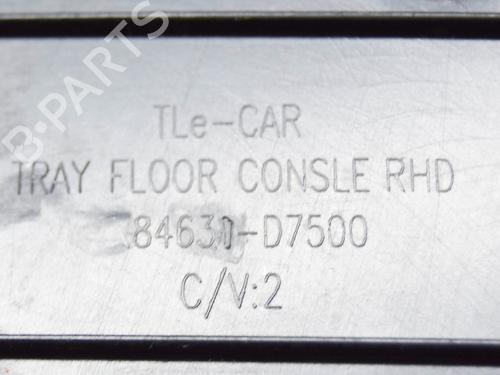 B-PARTS
TLe-CAR
TRAY FLOOR CONSLE RHD
84631-D7500
C/V:2